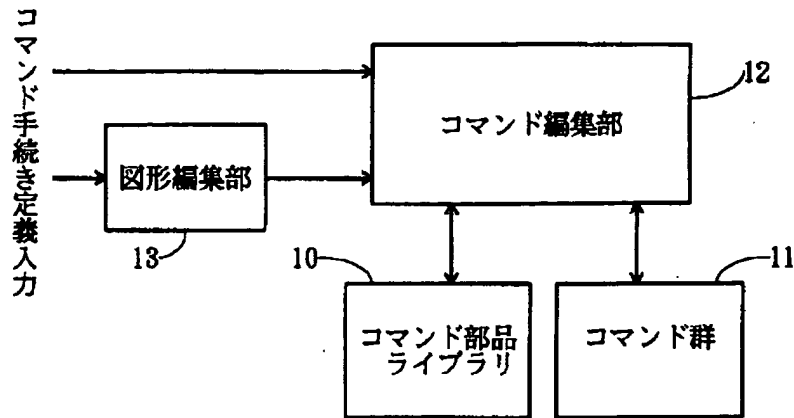 コマンド手続き定義入力
コマンド編集部
12
図形編集部
13
10
11
コマンド部品
ライブラリ
コマンド群